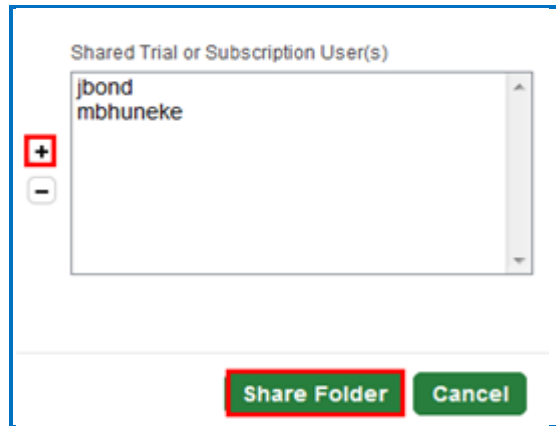 Shared Trial or Subscription User(s)
jbond
mbhuneke
+
-
Share Folder Cancel